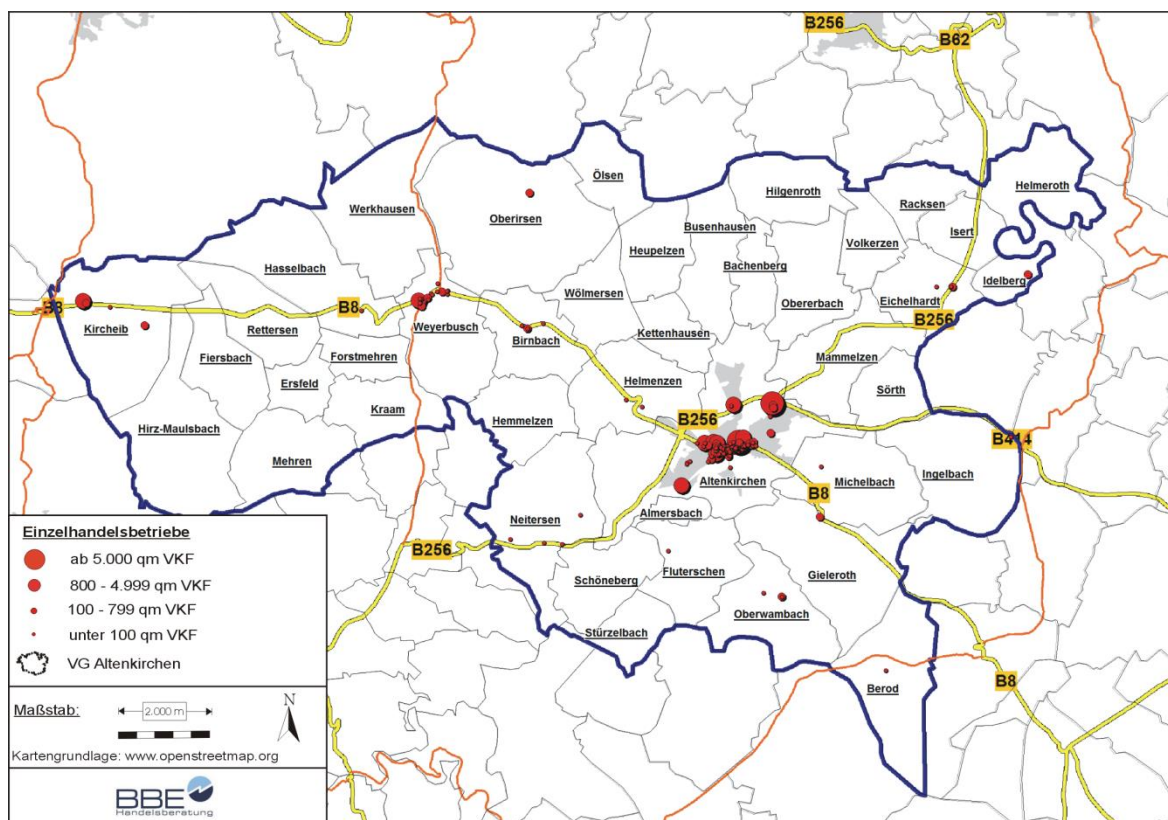 B256
B62
Ölsen
Helmeroth
Hilgenroth
Oberirsen
Racksen
Werkhausen
Busenhausen
Isert
Volkerzen
Heupelzen
Bachenberg
Hasselbach
Idelberg
Wölmersen
Eichelhardt
Obererbach
B8
B8
B256
Kircheib
Rettersen
Weyerbusch
Birnbach
Kettenhausen
Fiersbach
Forstmehren
Mammelzen
Ersfeld
Helmenzen
Sörth
Kraam
Hemmelzen
B256
Hirz-Maulsbach
B414
Mehren
Altenkirchen
Michelbach
Ingelbach
B8
Neitersen
Almersbach
B256
Schöneberg
Fluterschen
Gieleroth
Oberwambach
Stürzelbach
B8
Berod
Einzelhandelsbetriebe
ab 5.000 qm VKF
800 - 4.999 qm VKF
100 - 799 qm VKF
unter 100 qm VKF
VG Altenkirchen
Maßstab:
2.000 m
N
Kartengrundlage: www.openstreetmap.org
BBE
Handelsberatung